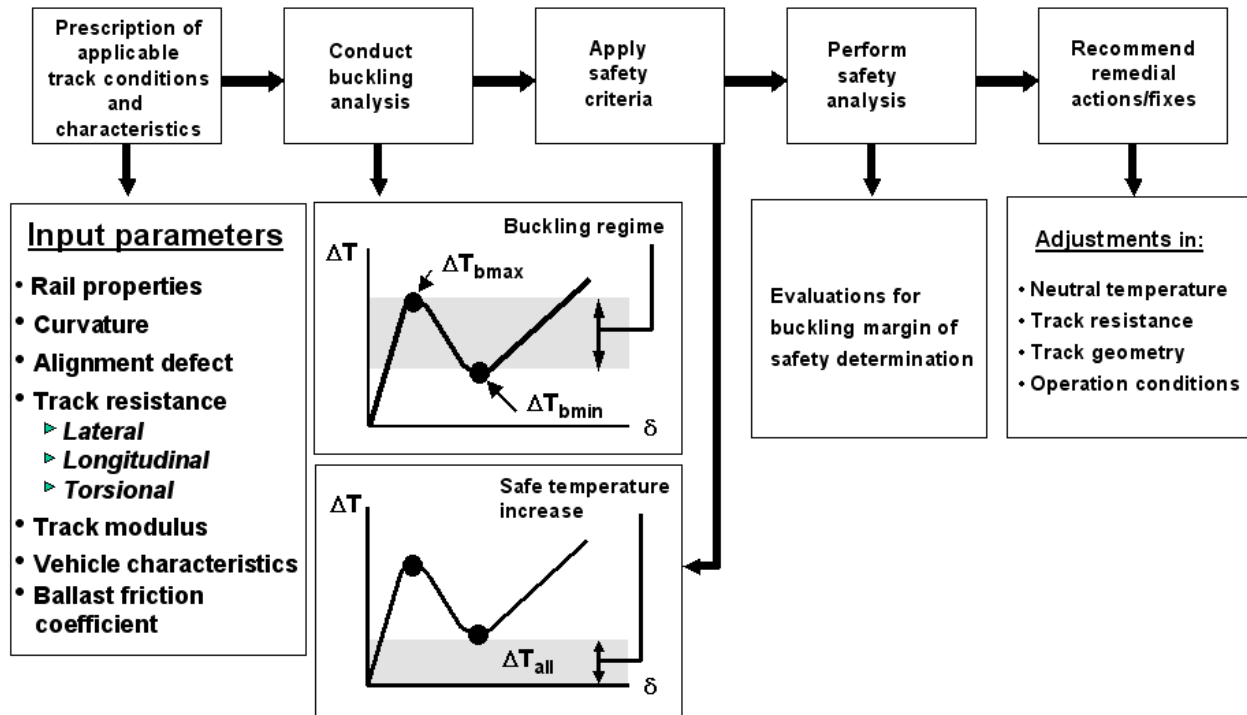 Prescription of
applicable
track conditions
and
characteristics
Conduct
buckling
analysis
Apply
safety
criteria
Perform
safety
analysis
Recommend
remedial
actions/fixes
Input parameters
• Rail properties
• Curvature
• Alignment defect
• Track resistance
Lateral
Longitudinal
Torsional
• Track modulus
• Vehicle characteristics
• Ballast friction
coefficient
Buckling regime
ΔT
ΔTbmax
ΔTbmin
δ
Safe temperature
increase
ΔT
ΔTall
δ
Evaluations for
buckling margin of
safety determination
Adjustments in:
• Neutral temperature
• Track resistance
• Track geometry
• Operation conditions